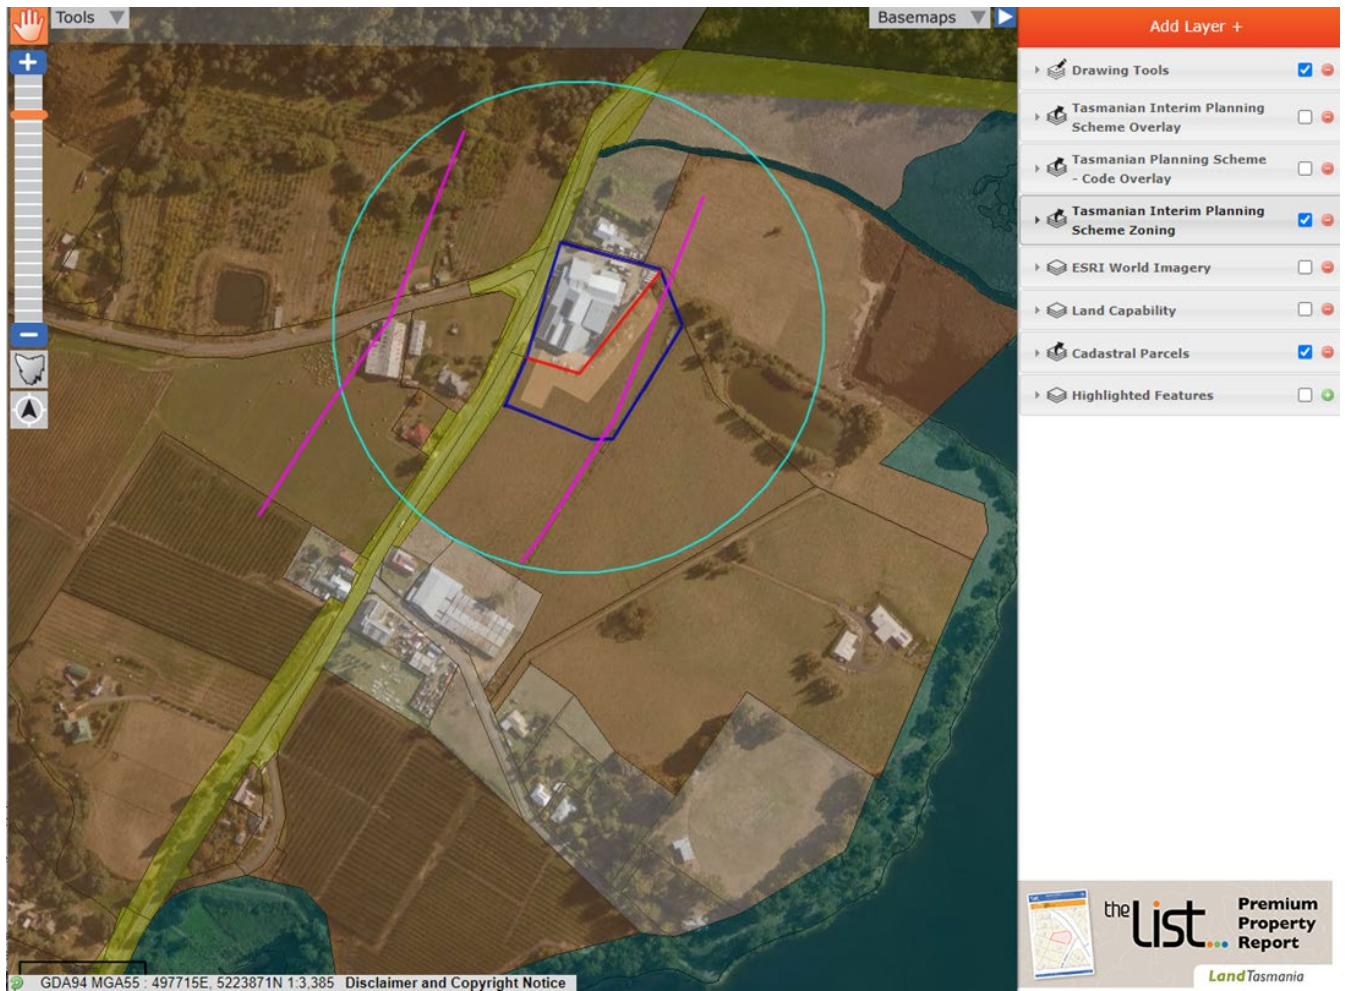 Tools
Basemaps
Add Layer +
Drawing Tools
Tasmanian Interim Planning
Scheme Overlay
Tasmanian Planning Scheme
- Code Overlay
Tasmanian Interim Planning
Scheme Zoning
ESRI World Imagery
Land Capability
Cadastral Parcels
Highlighted Features
the List...
Premium
Property
Report
Land Tasmania
GDA94 MGA55 : 497715E, 5223871N 1:3,385 Disclaimer and Copyright Notice